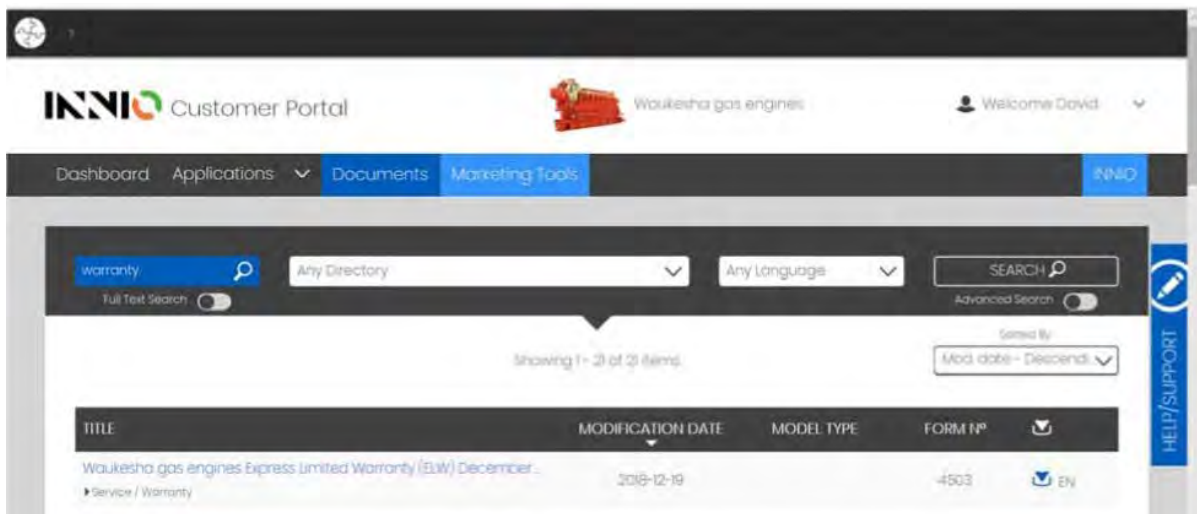 INNIO Customer Portal
Waukesha gas engines
Welcome David
Dashboard Applications Documents Marketing Tools INNIO
warranty Any Directory Any Language SEARCH
Full Text Search Advanced Search
Sorted By
Showing 1 - 21 of 21 items Mod. date - Descendi
HELP/SUPPORT
TITLE MODIFICATION DATE MODEL TYPE FORM Nº
Waukesha gas engines Express Limited Warranty (ELW) December...
Service / Warranty 2018-12-19 4503 EN